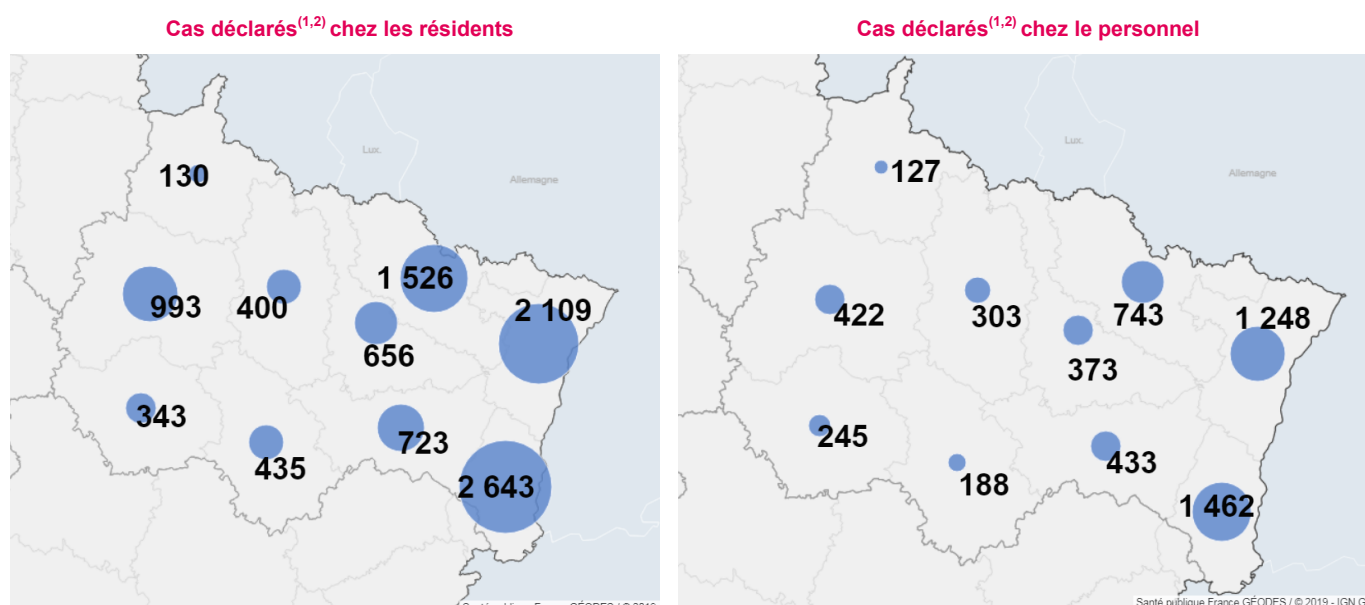 Cas déclarés(1,2) chez les résidents
Lux.
Allemagne
130
1 526
993
400
2 109
656
343
723
435
2 643
Cas déclarés(1,2) chez le personnel
Lux.
Allemagne
127
422
303
743
1 248
373
245
433
188
1 462
Santé publique France GÉODES / © 2019 - IGN G